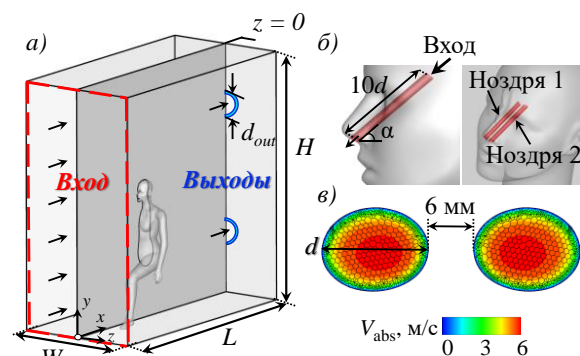 а)
z = 0
Вход
Выходы
d_out
H
L
W
y
x
z
б)
Вход
10d
α
Ноздря 1
Ноздря 2
в)
6 мм
d
V_abs, м/с
0 3 6